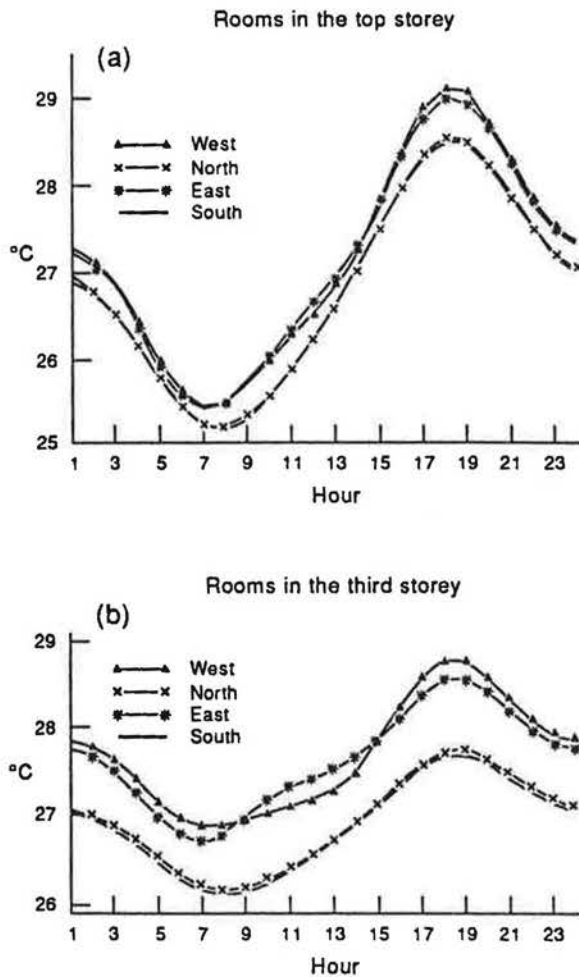 Rooms in the top storey
(a)
29
West
North
28
East
South
°C
27
26
25
1 3 5 7 9 11 13 15 17 19 21 23
Hour
Rooms in the third storey
(b)
29
West
North
28
East
South
°C
27
26
1 3 5 7 9 11 13 15 17 19 21 23
Hour